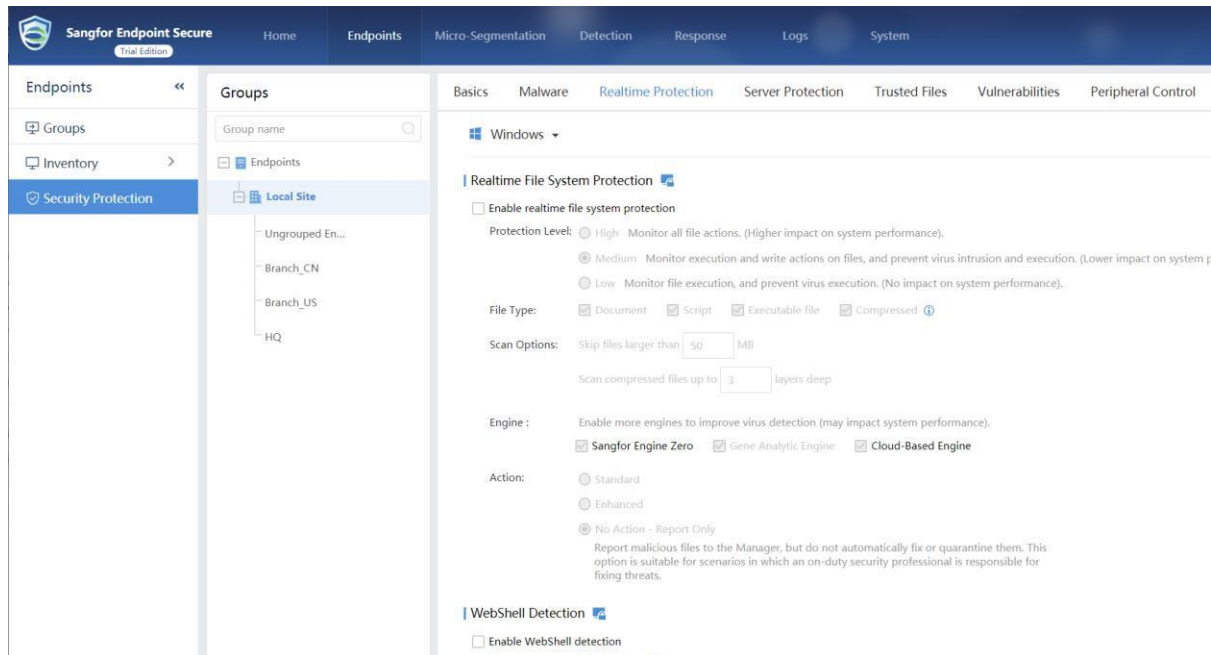 Sangfor Endpoint Secure
Trial Edition
Home
Endpoints
Micro-Segmentation
Detection
Response
Logs
System
Endpoints
«
Groups
Inventory
Security Protection
Groups
Group name
Endpoints
Local Site
Ungrouped En...
Branch_CN
Branch_US
HQ
Basics
Malware
Realtime Protection
Server Protection
Trusted Files
Vulnerabilities
Peripheral Control
Windows
Realtime File System Protection
Enable realtime file system protection
Protection Level: High Monitor all file actions. (Higher impact on system performance).
Medium Monitor execution and write actions on files, and prevent virus intrusion and execution. (Lower impact on system p
Low Monitor file execution, and prevent virus execution. (No impact on system performance).
File Type: Document Script Executable file Compressed
Scan Options: Skip files larger than 50 MB
Scan compressed files up to 3 layers deep
Engine : Enable more engines to improve virus detection (may impact system performance).
Sangfor Engine Zero Gene Analytic Engine Cloud-Based Engine
Action: Standard
Enhanced
No Action - Report Only
Report malicious files to the Manager, but do not automatically fix or quarantine them. This
option is suitable for scenarios in which an on-duty security professional is responsible for
fixing threats.
WebShell Detection
Enable WebShell detection